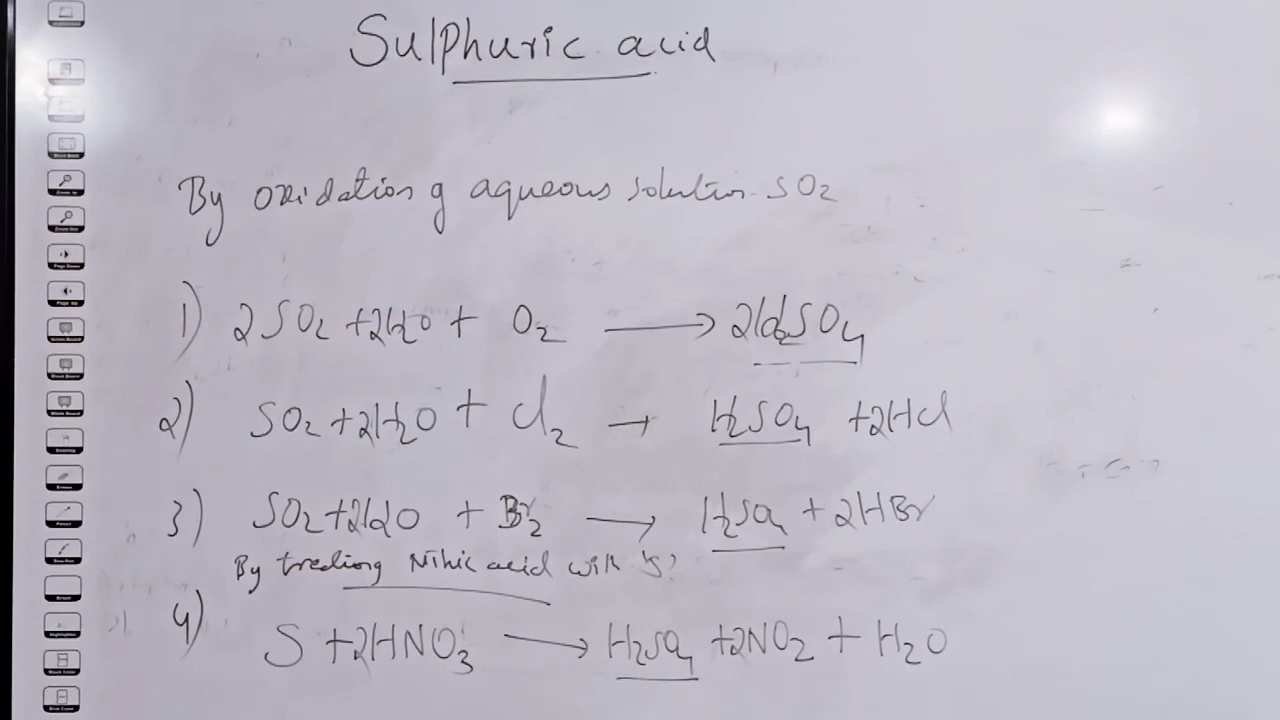 Sulphuric acid
By oxidation of aqueous solution SO2
1) 2SO2 + 2H2O + O2 → 2H2SO4
2) SO2 + 2H2O + Cl2 → H2SO4 + 2HCl
3) SO2 + 2H2O + Br2 → H2SO4 + 2HBr
By treating Nitric acid with 'S'
4) S + 2HNO3 → H2SO4 + 2NO2 + H2O